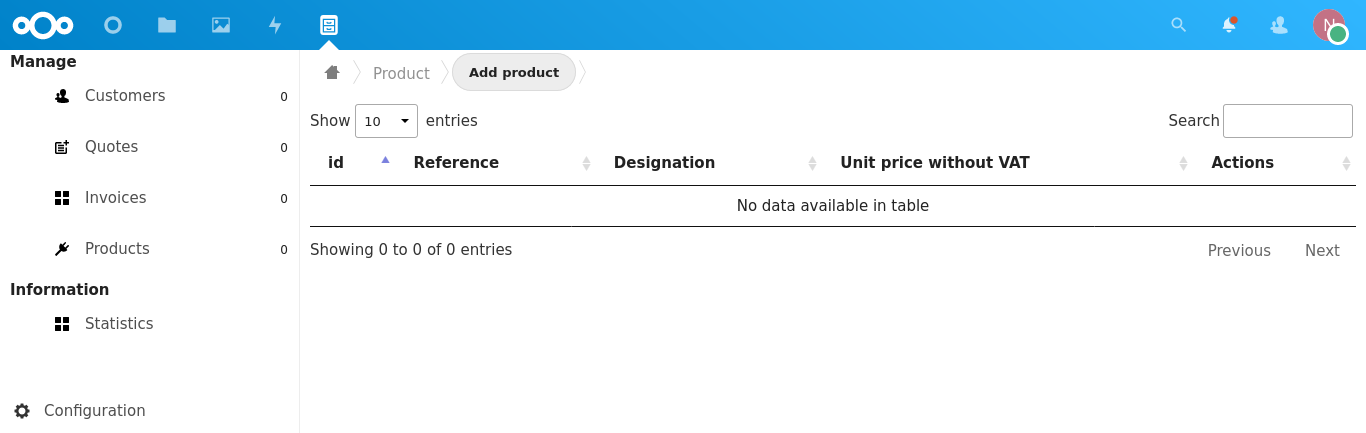 N
Manage
Customers 0
Quotes 0
Invoices 0
Products 0
Information
Statistics
Configuration
Product Add product
Show 10 entries Search
id Reference Designation Unit price without VAT Actions
No data available in table
Showing 0 to 0 of 0 entries Previous Next